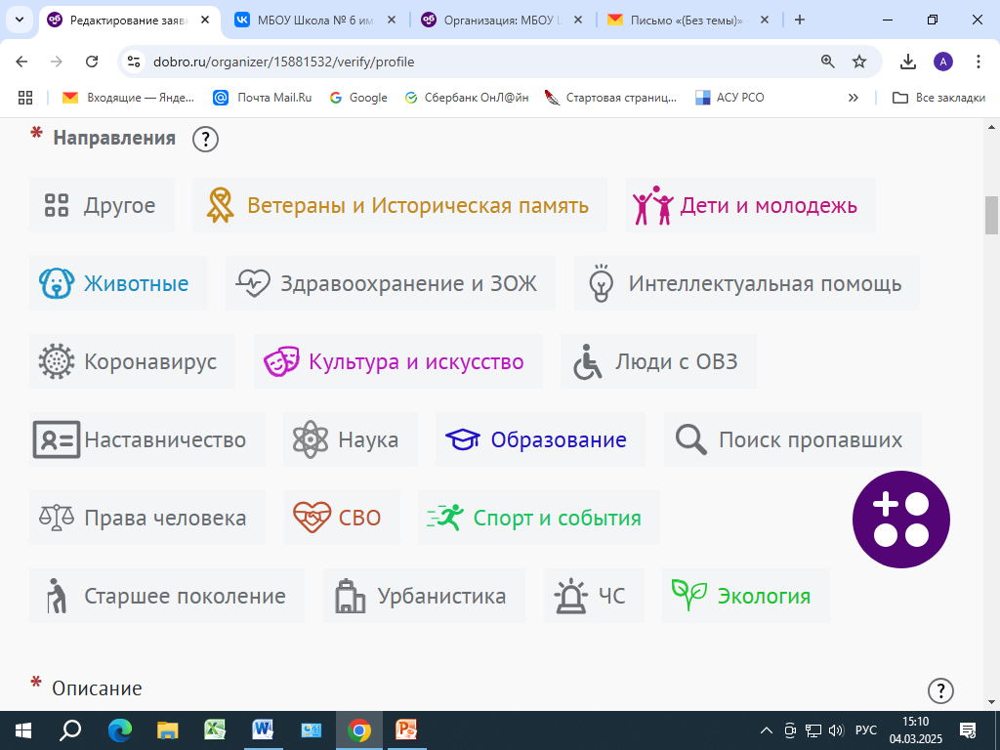 Редактирование заяв
МБОУ Школа № 6 им
Организация: МБОУ
Письмо «(Без темы)»
dobro.ru/organizer/15881532/verify/profile
A
Входящие — Янде...
Почта Mail.Ru
Google
Сбербанк ОнЛ@йн
Стартовая страниц...
АСУ РСО
Все закладки
* Направления ?
Другое
Ветераны и Историческая память
Дети и молодежь
Животные
Здравоохранение и ЗОЖ
Интеллектуальная помощь
Коронавирус
Культура и искусство
Люди с ОВЗ
Наставничество
Наука
Образование
Поиск пропавших
Права человека
СВО
Спорт и события
Старшее поколение
Урбанистика
ЧС
Экология
* Описание ?
РУС
15:10
04.03.2025